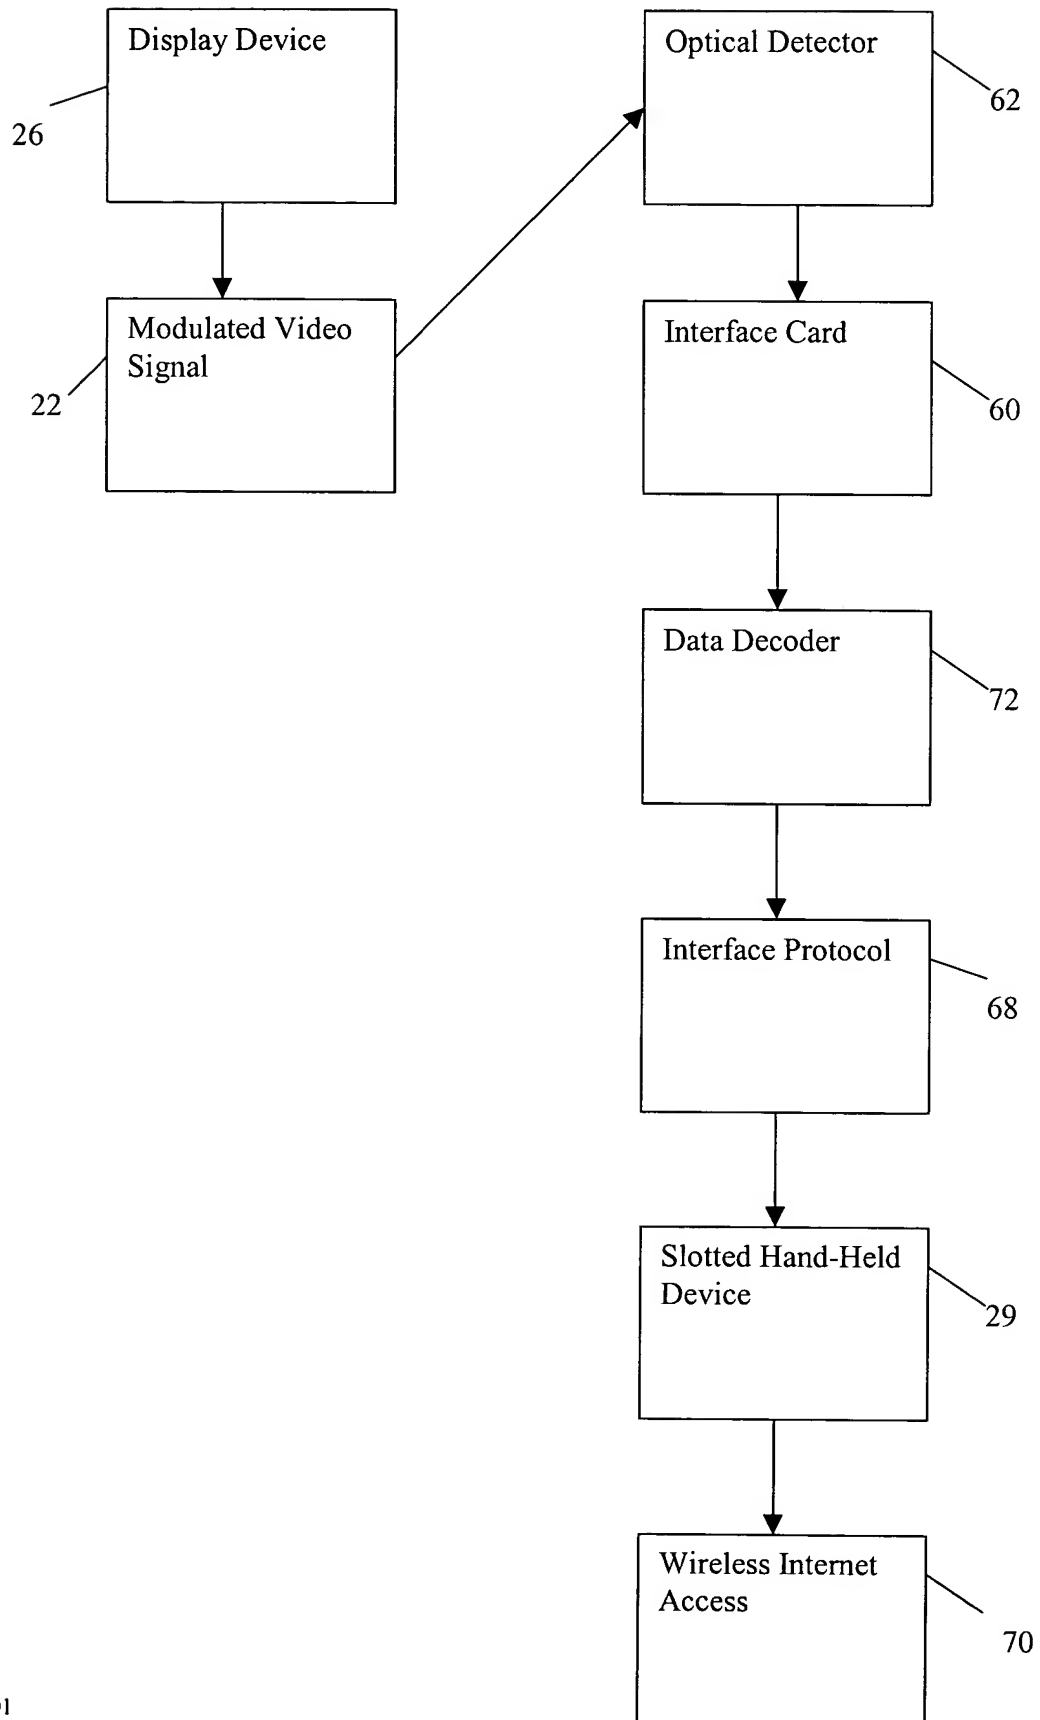 Display Device
26
Modulated Video
Signal
22
Optical Detector
62
Interface Card
60
Data Decoder
72
Interface Protocol
68
Slotted Hand-Held
Device
29
Wireless Internet
Access
70